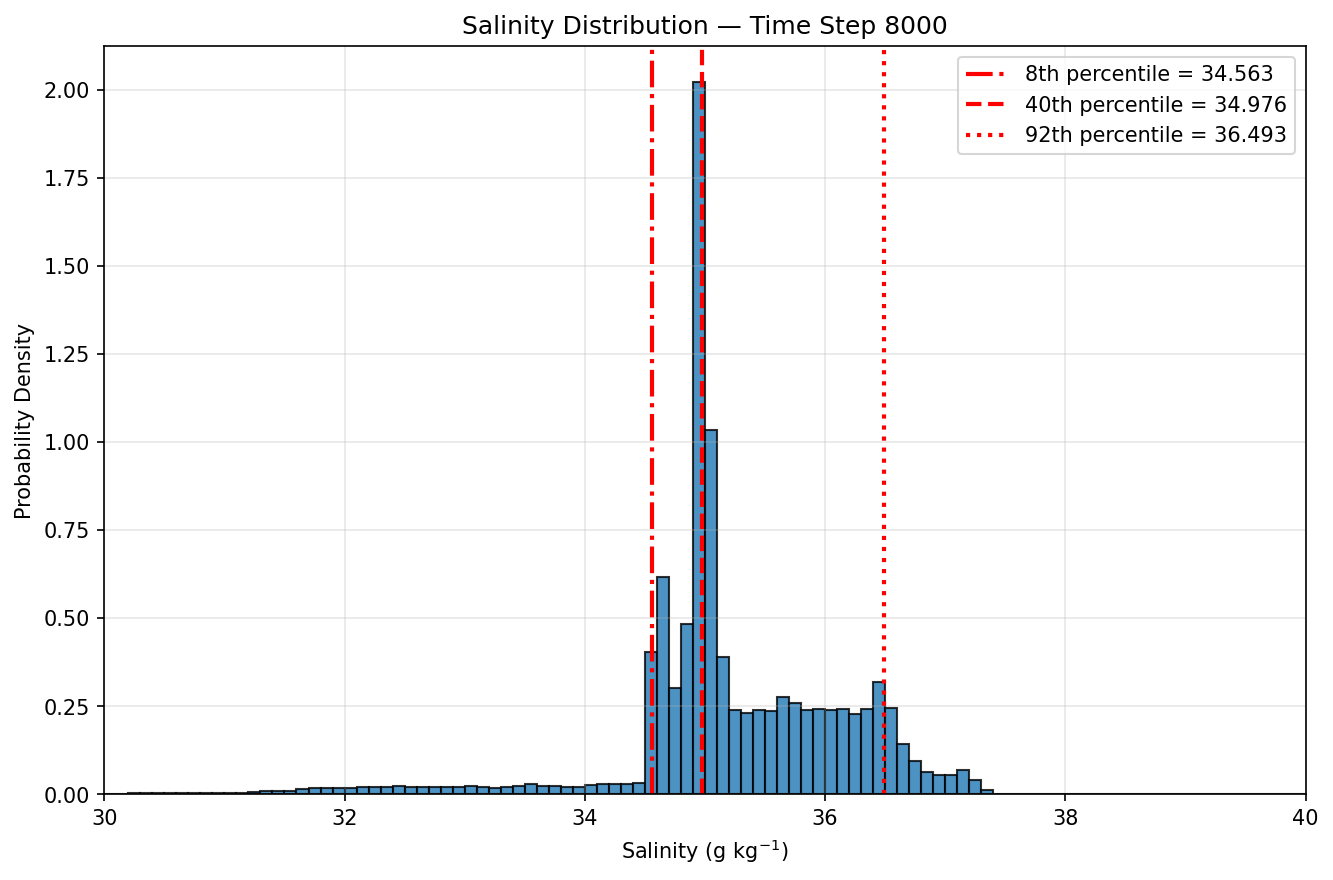 Salinity Distribution — Time Step 8000
8th percentile = 34.563
40th percentile = 34.976
92th percentile = 36.493
Probability Density
2.00
1.75
1.50
1.25
1.00
0.75
0.50
0.25
0.00
30 32 34 36 38 40
Salinity (g kg⁻¹)